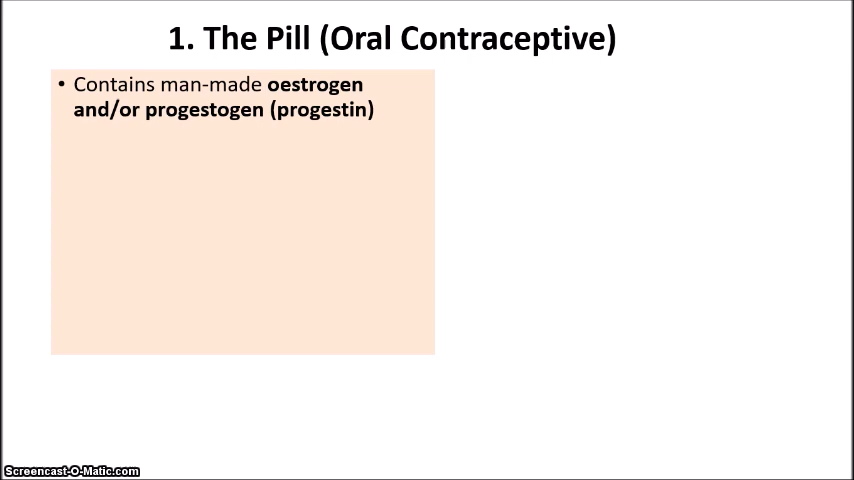 1. The Pill (Oral Contraceptive)
• Contains man-made oestrogen
and/or progestogen (progestin)
Screencast-O-Matic.com